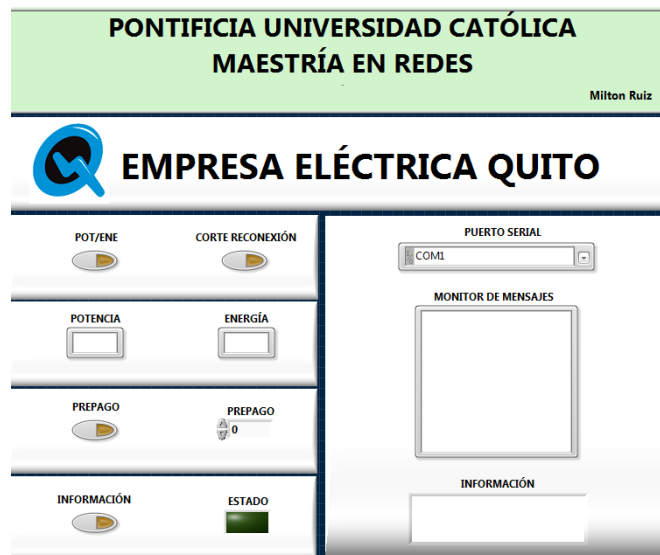 PONTIFICIA UNIVERSIDAD CATÓLICA
MAESTRÍA EN REDES
Milton Ruiz
EMPRESA ELÉCTRICA QUITO
POT/ENE
CORTE RECONEXIÓN
POTENCIA
ENERGÍA
PREPAGO
PREPAGO
0
INFORMACIÓN
ESTADO
PUERTO SERIAL
COM1
MONITOR DE MENSAJES
INFORMACIÓN